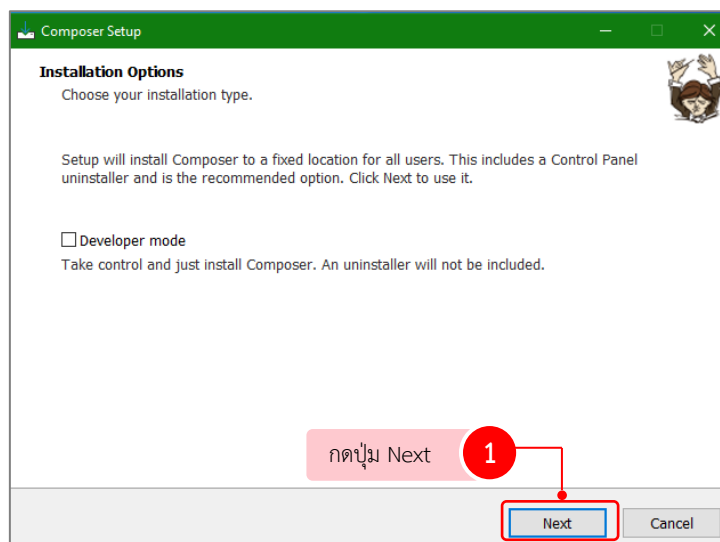 Composer Setup
Installation Options
Choose your installation type.
Setup will install Composer to a fixed location for all users. This includes a Control Panel
uninstaller and is the recommended option. Click Next to use it.
Developer mode
Take control and just install Composer. An uninstaller will not be included.
กดปุ่ม Next 1
Next Cancel